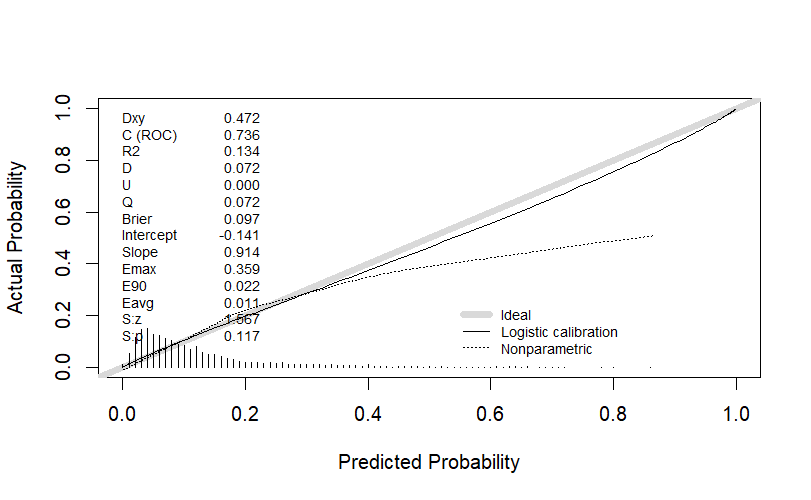 Dxy 0.472
C (ROC) 0.736
R2 0.134
D 0.072
U 0.000
Q 0.072
Brier 0.097
Intercept -0.141
Slope 0.914
Emax 0.359
E90 0.022
Eavg 0.011
S:z 1.567
S:p 0.117
Ideal
Logistic calibration
Nonparametric
Actual Probability
0.0 0.2 0.4 0.6 0.8 1.0
0.0 0.2 0.4 0.6 0.8 1.0
Predicted Probability